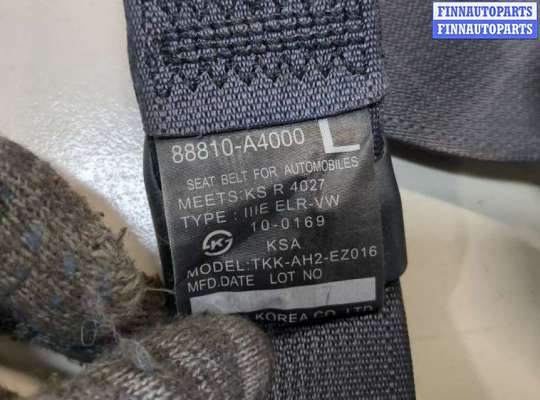 FINNAUTOPARTS
FINNAUTOPARTS
88810-A4000 L
SEAT BELT FOR AUTOMOBILES
MEETS:KS R 4027
TYPE : IIIE ELR-VW
10-0169
KSA
MODEL:TKK-AH2-EZ016
MFD.DATE LOT NO
KOREA CO., LTD